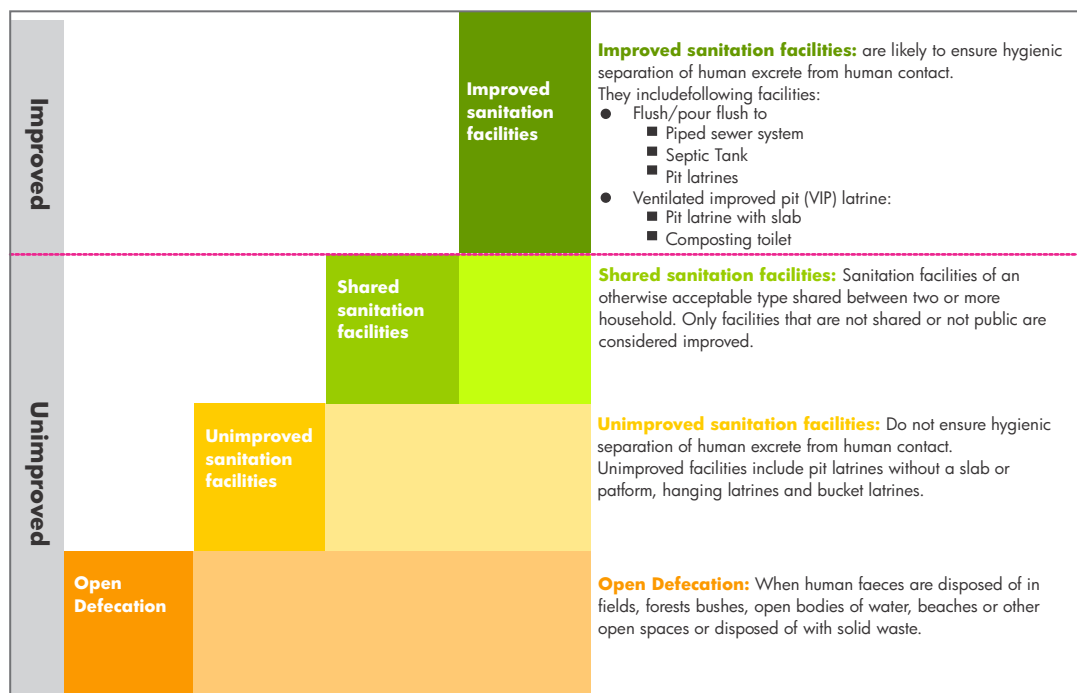 Improved
Improved
sanitation
facilities
Improved sanitation facilities: are likely to ensure hygienic
separation of human excrete from human contact.
They includefollowing facilities:
● Flush/pour flush to
■ Piped sewer system
■ Septic Tank
■ Pit latrines
● Ventilated improved pit (VIP) latrine:
■ Pit latrine with slab
■ Composting toilet
Unimproved
Shared
sanitation
facilities
Shared sanitation facilities: Sanitation facilities of an
otherwise acceptable type shared between two or more
household. Only facilities that are not shared or not public are
considered improved.
Unimproved
sanitation
facilities
Unimproved sanitation facilities: Do not ensure hygienic
separation of human excrete from human contact.
Unimproved facilities include pit latrines without a slab or
patform, hanging latrines and bucket latrines.
Open
Defecation
Open Defecation: When human faeces are disposed of in
fields, forests bushes, open bodies of water, beaches or other
open spaces or disposed of with solid waste.